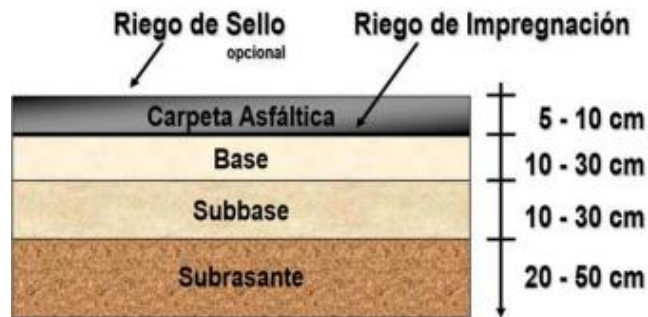 Riego de Sello
opcional
Riego de Impregnación
Carpeta Asfáltica
5 - 10 cm
Base
10 - 30 cm
Subbase
10 - 30 cm
Subrasante
20 - 50 cm